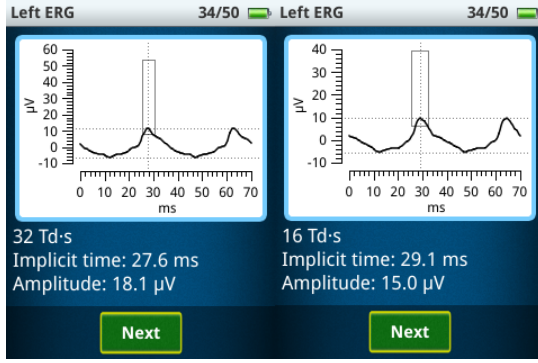 Left ERG 34/50
60
50
40
30
20
10
0
-10
µV
0 10 20 30 40 50 60 70
ms
32 Td·s
Implicit time: 27.6 ms
Amplitude: 18.1 µV
Next
Left ERG 34/50
40
30
20
10
0
-10
µV
0 10 20 30 40 50 60 70
ms
16 Td·s
Implicit time: 29.1 ms
Amplitude: 15.0 µV
Next